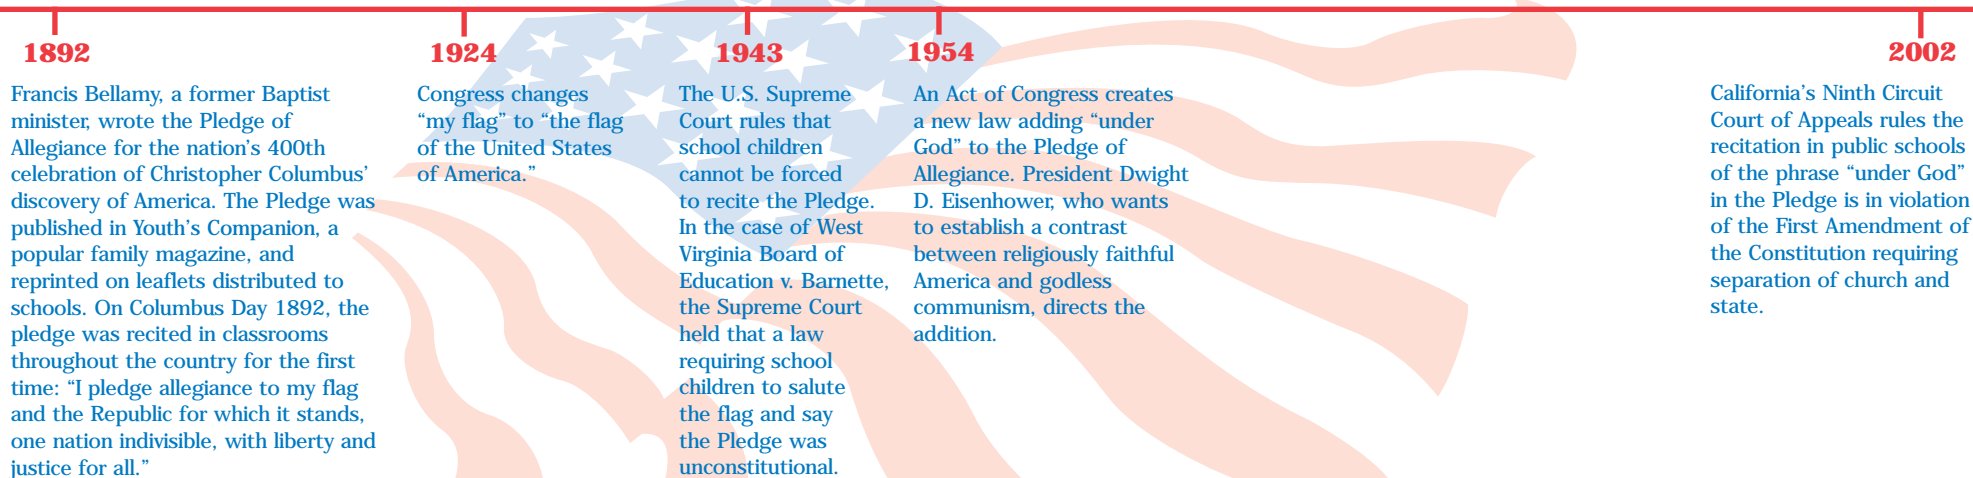 1892
Francis Bellamy, a former Baptist
minister, wrote the Pledge of
Allegiance for the nation’s 400th
celebration of Christopher Columbus’
discovery of America. The Pledge was
published in Youth’s Companion, a
popular family magazine, and
reprinted on leaflets distributed to
schools. On Columbus Day 1892, the
pledge was recited in classrooms
throughout the country for the first
time: “I pledge allegiance to my flag
and the Republic for which it stands,
one nation indivisible, with liberty and
justice for all.”
1924
Congress changes
“my flag” to “the flag
of the United States
of America.”
1943
The U.S. Supreme
Court rules that
school children
cannot be forced
to recite the Pledge.
In the case of West
Virginia Board of
Education v. Barnette,
the Supreme Court
held that a law
requiring school
children to salute
the flag and say
the Pledge was
unconstitutional.
1954
An Act of Congress creates
a new law adding “under
God” to the Pledge of
Allegiance. President Dwight
D. Eisenhower, who wants
to establish a contrast
between religiously faithful
America and godless
communism, directs the
addition.
2002
California’s Ninth Circuit
Court of Appeals rules the
recitation in public schools
of the phrase “under God”
in the Pledge is in violation
of the First Amendment of
the Constitution requiring
separation of church and
state.